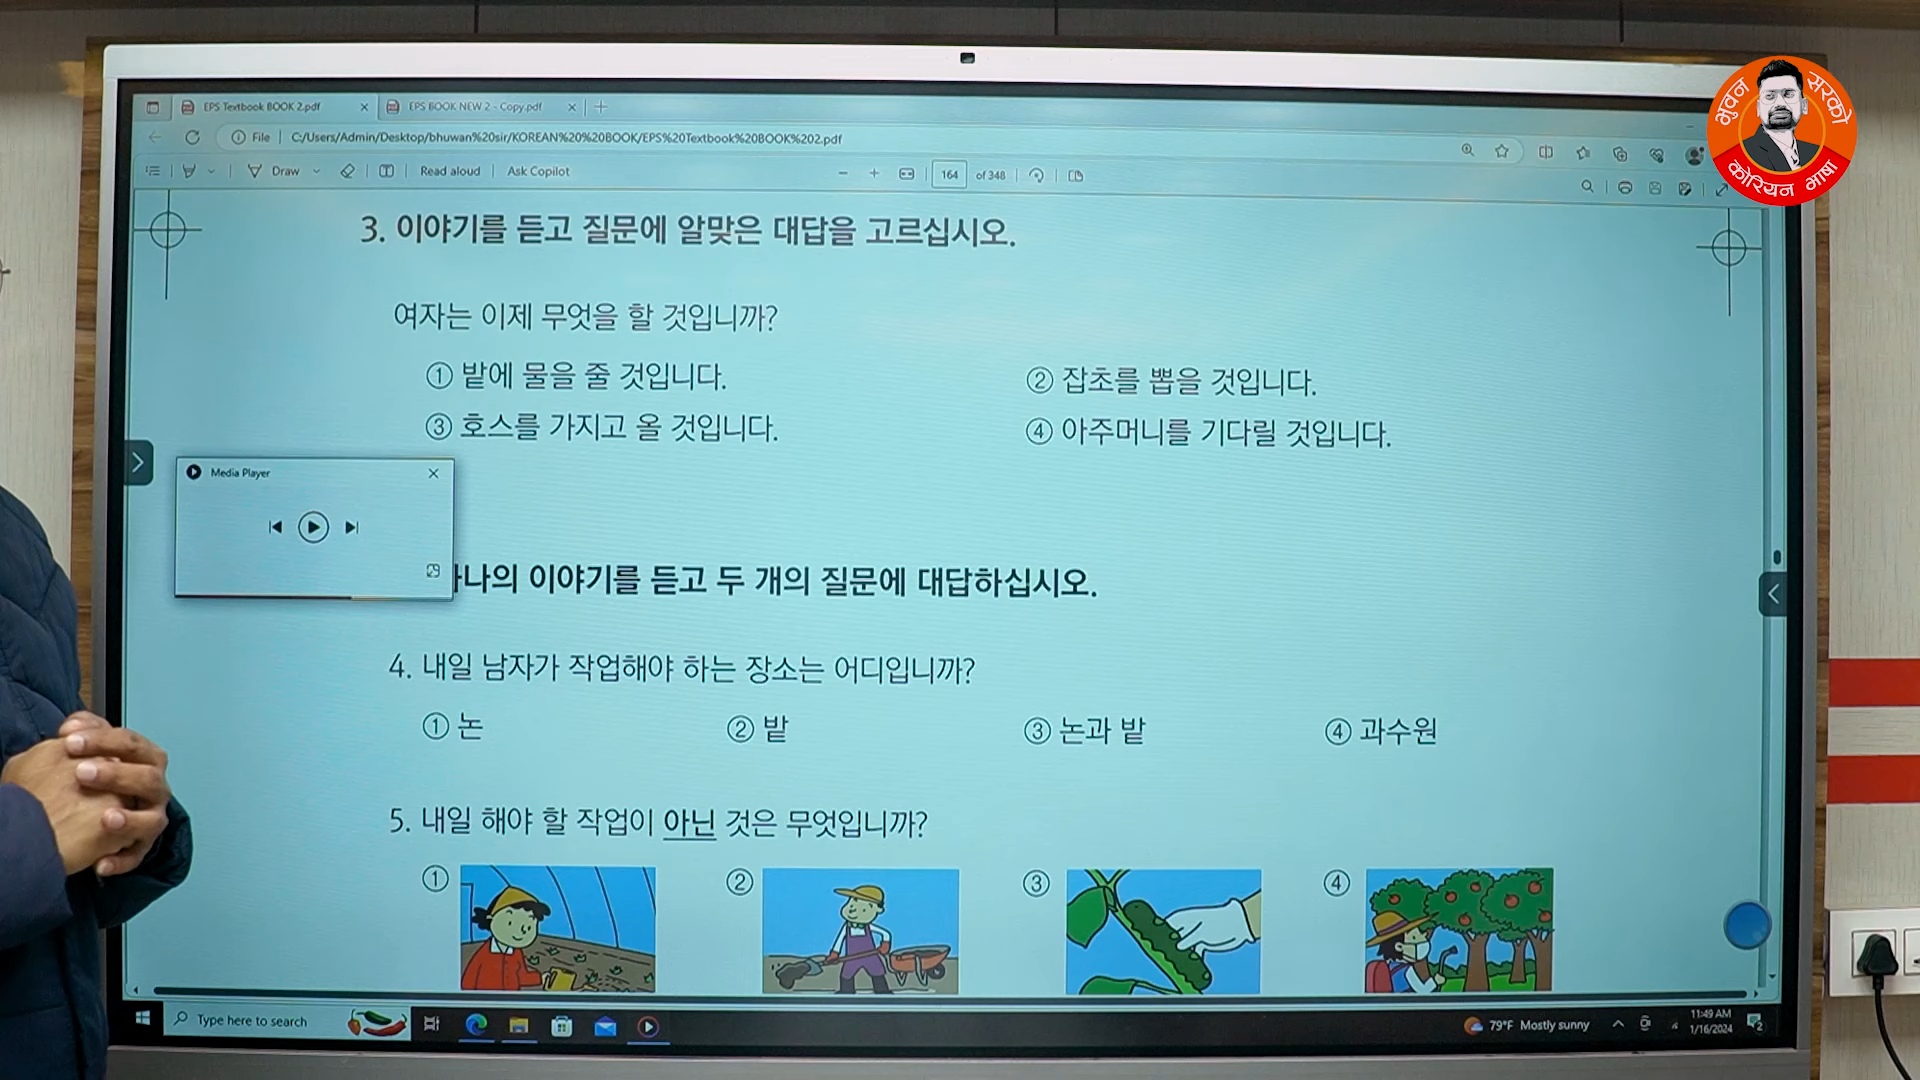 EPS Textbook BOOK 2.pdf
EPS BOOK NEW 2 - Copy.pdf
File
C:/Users/Admin/Desktop/bhuwan%20sir/KOREAN%20%20BOOK/EPS%20Textbook%20BOOK%202.pdf
Draw
Read aloud
Ask Copilot
164 of 348
भुवन सरको
कोरियन भाषा
3. 이야기를 듣고 질문에 알맞은 대답을 고르십시오.
여자는 이제 무엇을 할 것입니까?
① 밭에 물을 줄 것입니다.
② 잡초를 뽑을 것입니다.
③ 호스를 가지고 올 것입니다.
④ 아주머니를 기다릴 것입니다.
Media Player
나의 이야기를 듣고 두 개의 질문에 대답하십시오.
4. 내일 남자가 작업해야 하는 장소는 어디입니까?
① 논
② 밭
③ 논과 밭
④ 과수원
5. 내일 해야 할 작업이 아닌 것은 무엇입니까?
①
②
③
④
Type here to search
79°F Mostly sunny
11:49 AM
1/16/2024
2